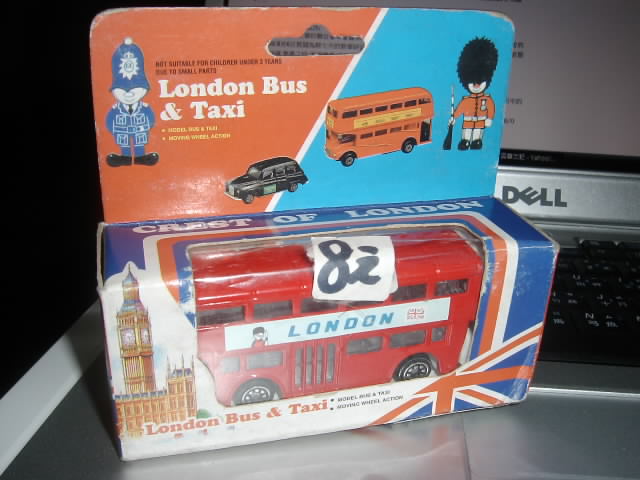 NOT SUITABLE FOR CHILDREN UNDER 3 YEARS
DUE TO SMALL PARTS
London Bus
& Taxi
• MODEL BUS & TAXI
• MOVING WHEEL ACTION
DELL
CREST OF LONDON
8i
LONDON
London Bus & Taxi:
• MODEL BUS & TAXI
• MOVING WHEEL ACTION